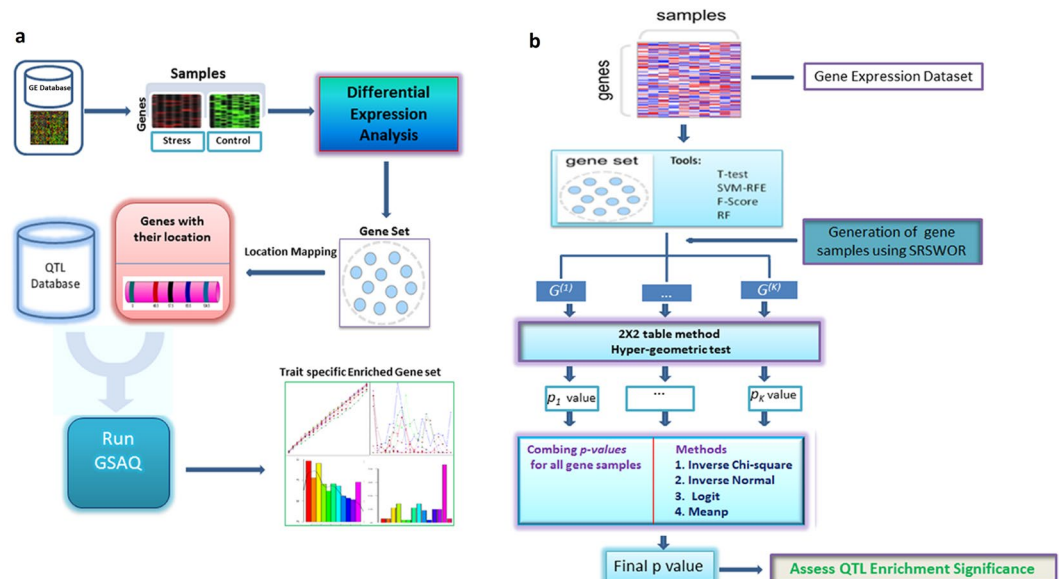 a
GE Database
Samples
Genes
Stress
Control
Differential
Expression
Analysis
QTL
Database
Genes with
their location
Location Mapping
Gene Set
Run
GSAQ
Trait specific Enriched Gene set
b
samples
genes
Gene Expression Dataset
gene set
Tools:
T-test
SVM-RFE
F-Score
RF
Generation of gene
samples using SRSWOR
G(1)
...
G(K)
2X2 table method
Hyper-geometric test
p1 value
...
pK value
Combing p-values
for all gene samples
Methods
1. Inverse Chi-square
2. Inverse Normal
3. Logit
4. Meanp
Final p value
Assess QTL Enrichment Significance